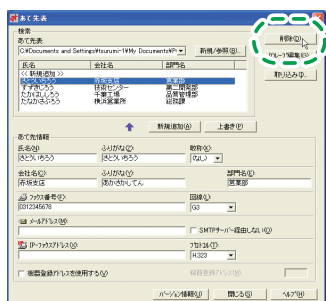 あて先表
検索
あて先表:
C:¥Documents and Settings¥tsurumi-1¥My Documents¥Pr
新規/参照(B)...
削除(D)
グループ編集(G)...
取り込み(I)...
氏名 会社名 部門名
<< 新規追加 >>
さとういちろう 赤坂支店 営業部
すずきじろう 技術センター 第二開発部
たかはししろう 千葉工場 品質管理部
たなかさぶろう 横浜営業所 総務課
新規追加(A)
上書き(P)
あて先情報
氏名(N):
ふりがな(Y):
敬称(K):
さとういちろう
さとういちろう
(なし)
会社名(C):
ふりがな(Y):
部門名(E):
赤坂支店
あかさかしてん
営業部
ファクス番号(F):
回線(L):
0312345678
G3
メールアドレス(M):
SMTPサーバー経由しない(O)
IP-ファクスアドレス(X):
プロトコル(T):
H.323
機器登録アドレスを使用する(V)
バージョン情報(U)
閉じる(S)
ヘルプ(H)